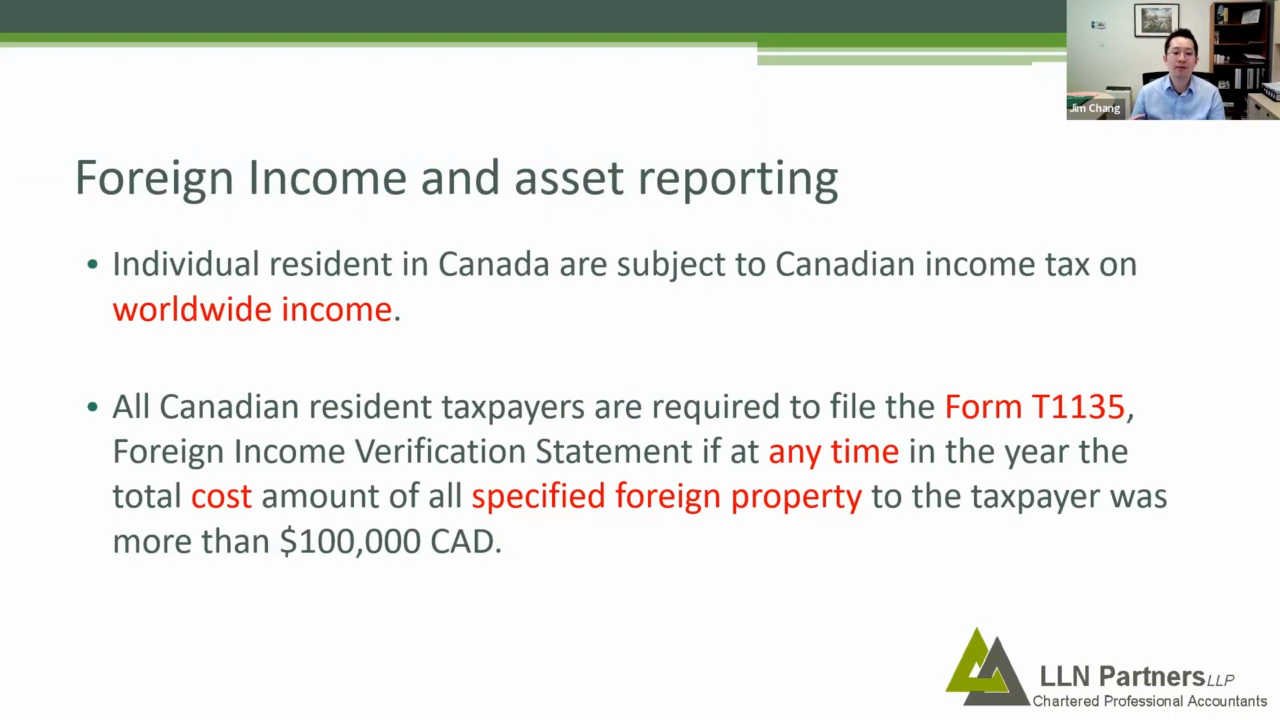 Jim Chang
Foreign Income and asset reporting
• Individual resident in Canada are subject to Canadian income tax on
worldwide income.
• All Canadian resident taxpayers are required to file the Form T1135,
Foreign Income Verification Statement if at any time in the year the
total cost amount of all specified foreign property to the taxpayer was
more than $100,000 CAD.
LLN Partners LLP
Chartered Professional Accountants